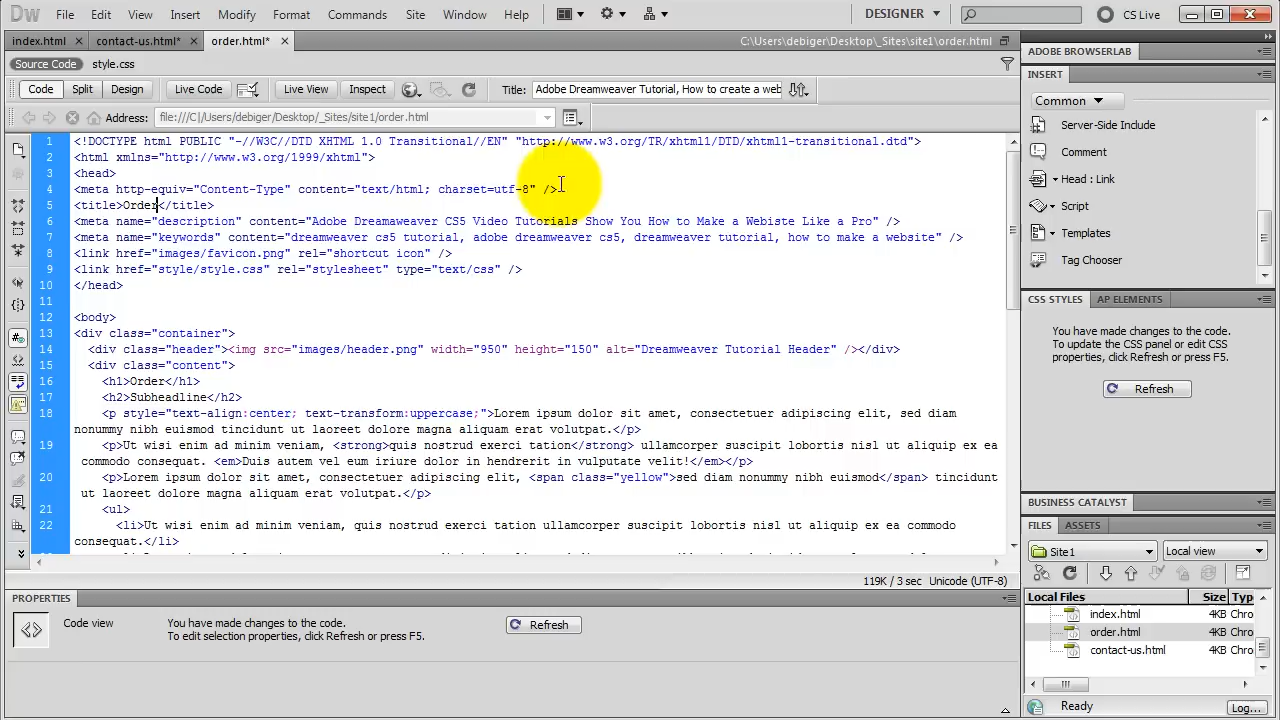 Dw File Edit View Insert Modify Format Commands Site Window Help DESIGNER CS Live
index.html contact-us.html* order.html* C:\Users\debiger\Desktop\_Sites\site1\order.html
Source Code style.css
Code Split Design Live Code Live View Inspect Title: Adobe Dreamweaver Tutorial, How to create a web
Address: file:///C|/Users/debiger/Desktop/_Sites/site1/order.html
1 <!DOCTYPE html PUBLIC "-//W3C//DTD XHTML 1.0 Transitional//EN" "http://www.w3.org/TR/xhtml1/DTD/xhtml1-transitional.dtd">
2 <html xmlns="http://www.w3.org/1999/xhtml">
3 <head>
4 <meta http-equiv="Content-Type" content="text/html; charset=utf-8" />
5 <title>Order</title>
6 <meta name="description" content="Adobe Dreamaweaver CS5 Video Tutorials Show You How to Make a Webiste Like a Pro" />
7 <meta name="keywords" content="dreamweaver cs5 tutorial, adobe dreamweaver cs5, dreamweaver tutorial, how to make a website" />
8 <link href="images/favicon.png" rel="shortcut icon" />
9 <link href="style/style.css" rel="stylesheet" type="text/css" />
10 </head>
11
12 <body>
13 <div class="container">
14 <div class="header"><img src="images/header.png" width="950" height="150" alt="Dreamweaver Tutorial Header" /></div>
15 <div class="content">
16 <h1>Order</h1>
17 <h2>Subheadline</h2>
18 <p style="text-align:center; text-transform:uppercase;">Lorem ipsum dolor sit amet, consectetuer adipiscing elit, sed diam
nonummy nibh euismod tincidunt ut laoreet dolore magna aliquam erat volutpat.</p>
19 <p>Ut wisi enim ad minim veniam, <strong>quis nostrud exerci tation</strong> ullamcorper suscipit lobortis nisl ut aliquip ex ea
commodo consequat. <em>Duis autem vel eum iriure dolor in hendrerit in vulputate velit!</em></p>
20 <p>Lorem ipsum dolor sit amet, consectetuer adipiscing elit, <span class="yellow">sed diam nonummy nibh euismod</span> tincidunt
ut laoreet dolore magna aliquam erat volutpat.</p>
21 <ul>
22 <li>Ut wisi enim ad minim veniam, quis nostrud exerci tation ullamcorper suscipit lobortis nisl ut aliquip ex ea commodo
consequat.</li>
119K / 3 sec Unicode (UTF-8)
PROPERTIES
Code view
You have made changes to the code.
To edit selection properties, click Refresh or press F5.
Refresh
ADOBE BROWSERLAB
INSERT
Common
Server-Side Include
Comment
Head : Link
Script
Templates
Tag Chooser
CSS STYLES AP ELEMENTS
You have made changes to the code.
To update the CSS panel or edit CSS
properties, click Refresh or press F5.
Refresh
BUSINESS CATALYST
FILES ASSETS
Site1 Local view
Local Files Size Typ
index.html 4KB Chro
order.html 4KB Chro
contact-us.html 4KB Chro
Ready Log...